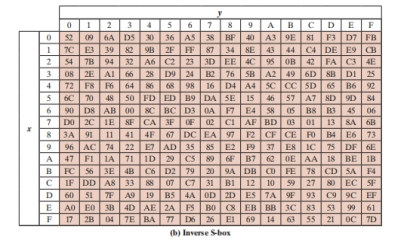 y
0 1 2 3 4 5 6 7 8 9 A B C D E F
0 52 09 6A D5 30 36 A5 38 BF 40 A3 9E 81 F3 D7 FB
1 7C E3 39 82 9B 2F FF 87 34 8E 43 44 C4 DE E9 CB
2 54 7B 94 32 A6 C2 23 3D EE 4C 95 0B 42 FA C3 4E
3 08 2E A1 66 28 D9 24 B2 76 5B A2 49 6D 8B D1 25
4 72 F8 F6 64 86 68 98 16 D4 A4 5C CC 5D 65 B6 92
5 6C 70 48 50 FD ED B9 DA 5E 15 46 57 A7 8D 9D 84
6 90 D8 AB 00 8C BC D3 0A F7 E4 58 05 B8 B3 45 06
x 7 D0 2C 1E 8F CA 3F 0F 02 C1 AF BD 03 01 13 8A 6B
8 3A 91 11 41 4F 67 DC EA 97 F2 CF CE F0 B4 E6 73
9 96 AC 74 22 E7 AD 35 85 E2 F9 37 E8 1C 75 DF 6E
A 47 F1 1A 71 1D 29 C5 89 6F B7 62 0E AA 18 BE 1B
B FC 56 3E 4B C6 D2 79 20 9A DB C0 FE 78 CD 5A F4
C 1F DD A8 33 88 07 C7 31 B1 12 10 59 27 80 EC 5F
D 60 51 7F A9 19 B5 4A 0D 2D E5 7A 9F 93 C9 9C EF
E A0 E0 3B 4D AE 2A F5 B0 C8 EB BB 3C 83 53 99 61
F 17 2B 04 7E BA 77 D6 26 E1 69 14 63 55 21 0C 7D
(b) Inverse S-box